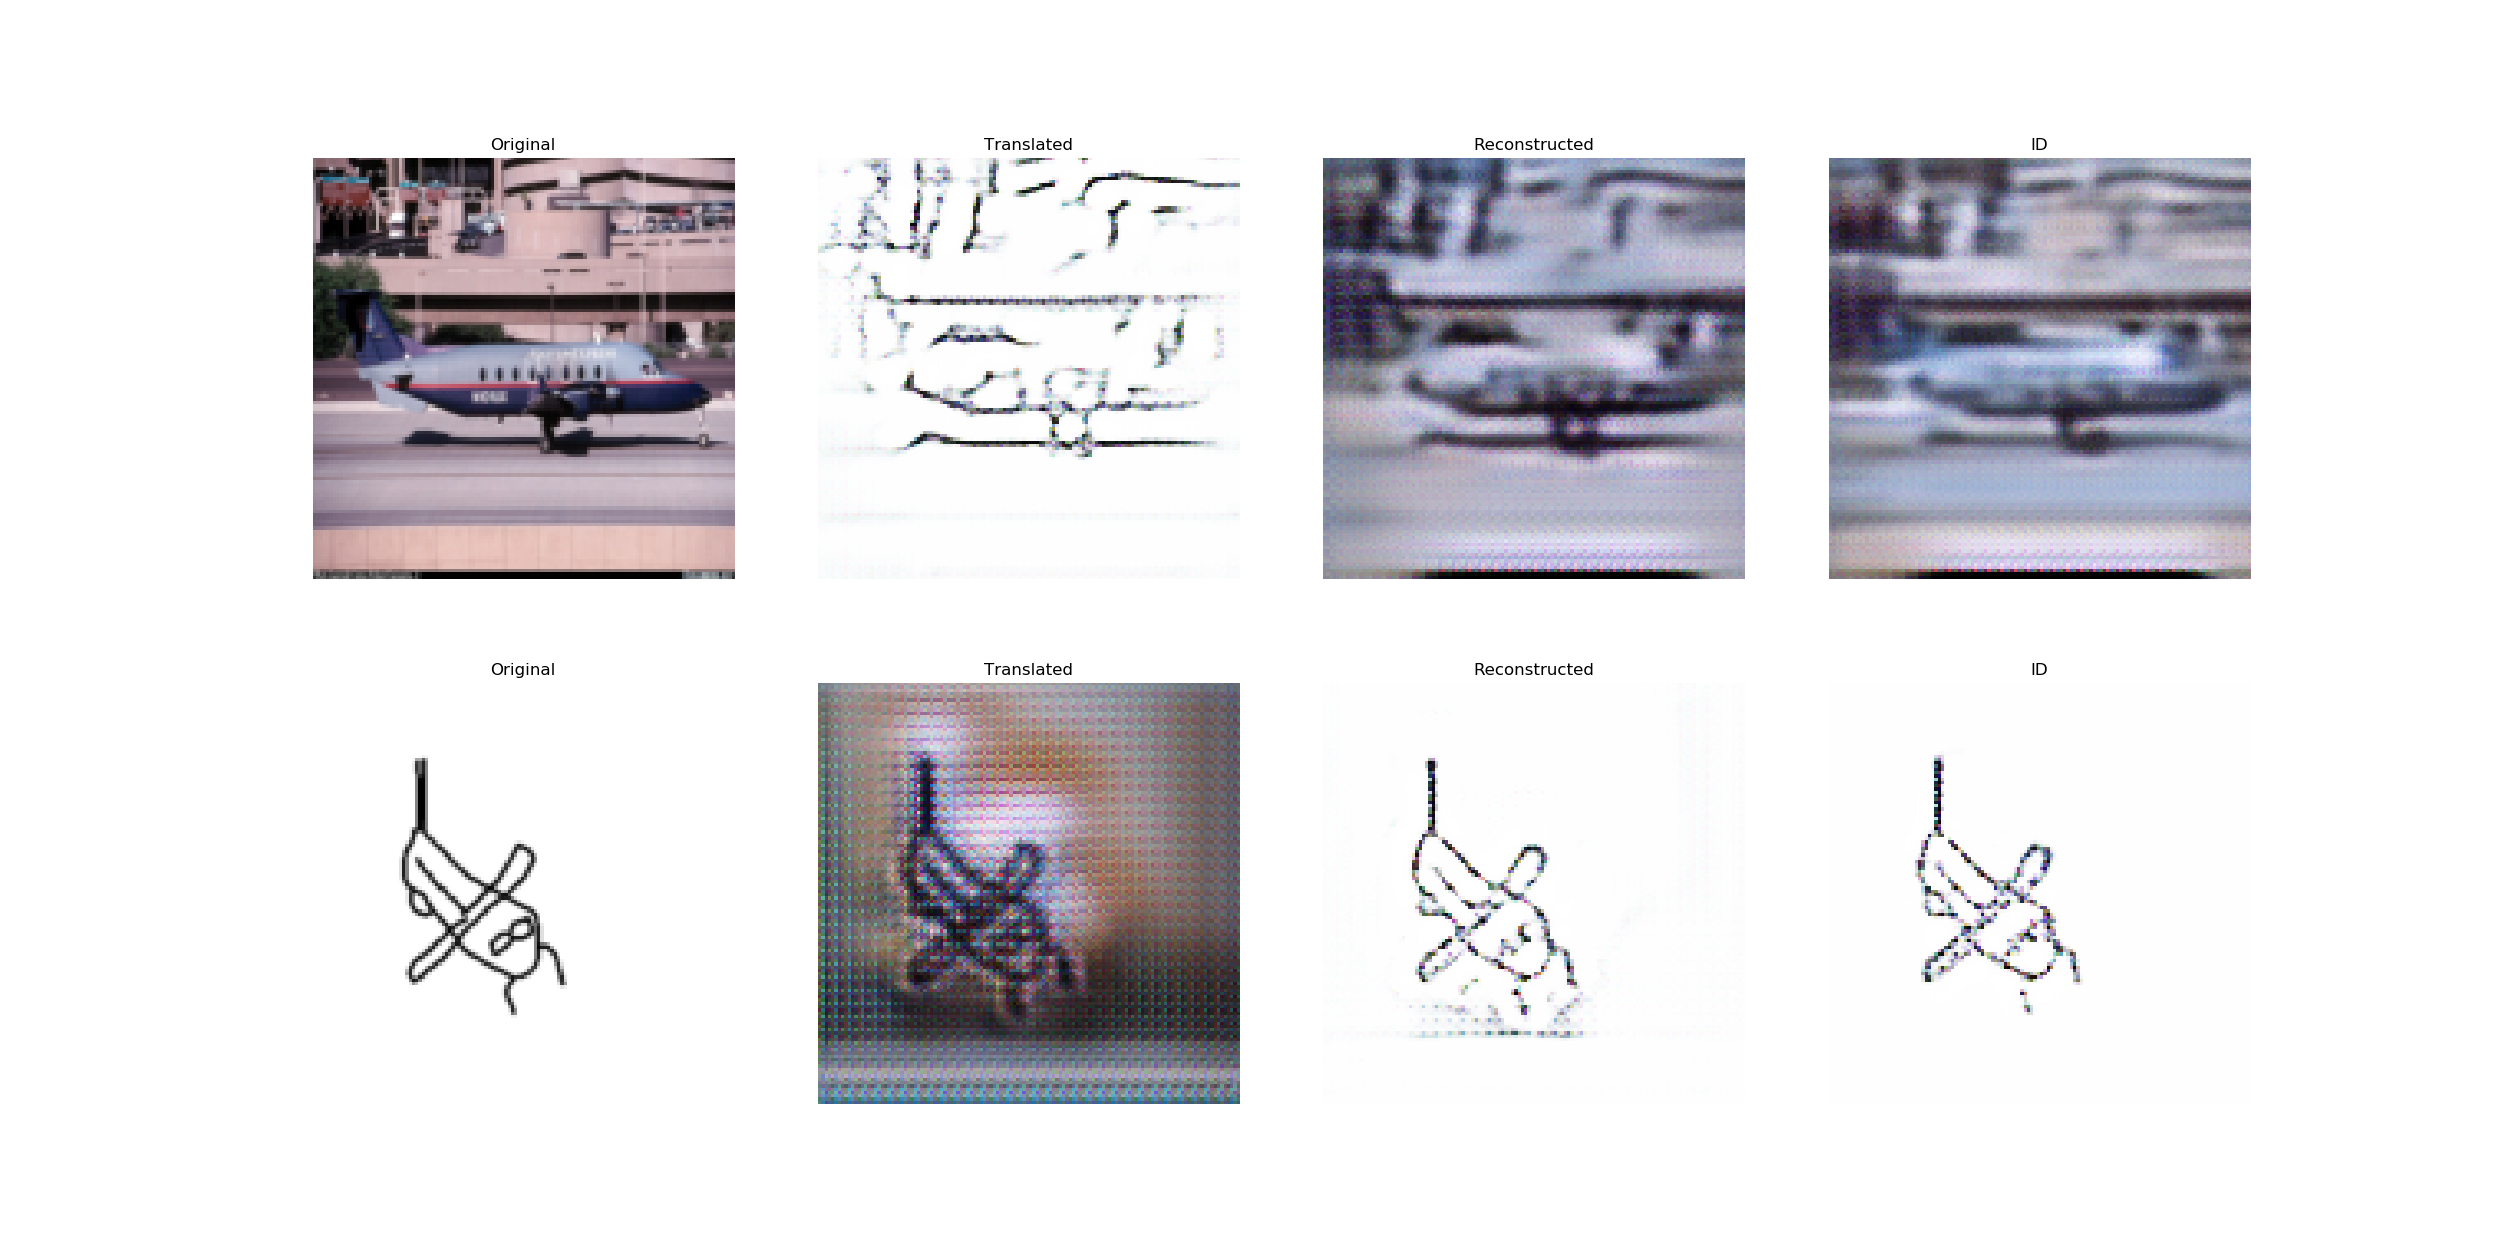 Original
Translated
Reconstructed
ID
Original
Translated
Reconstructed
ID